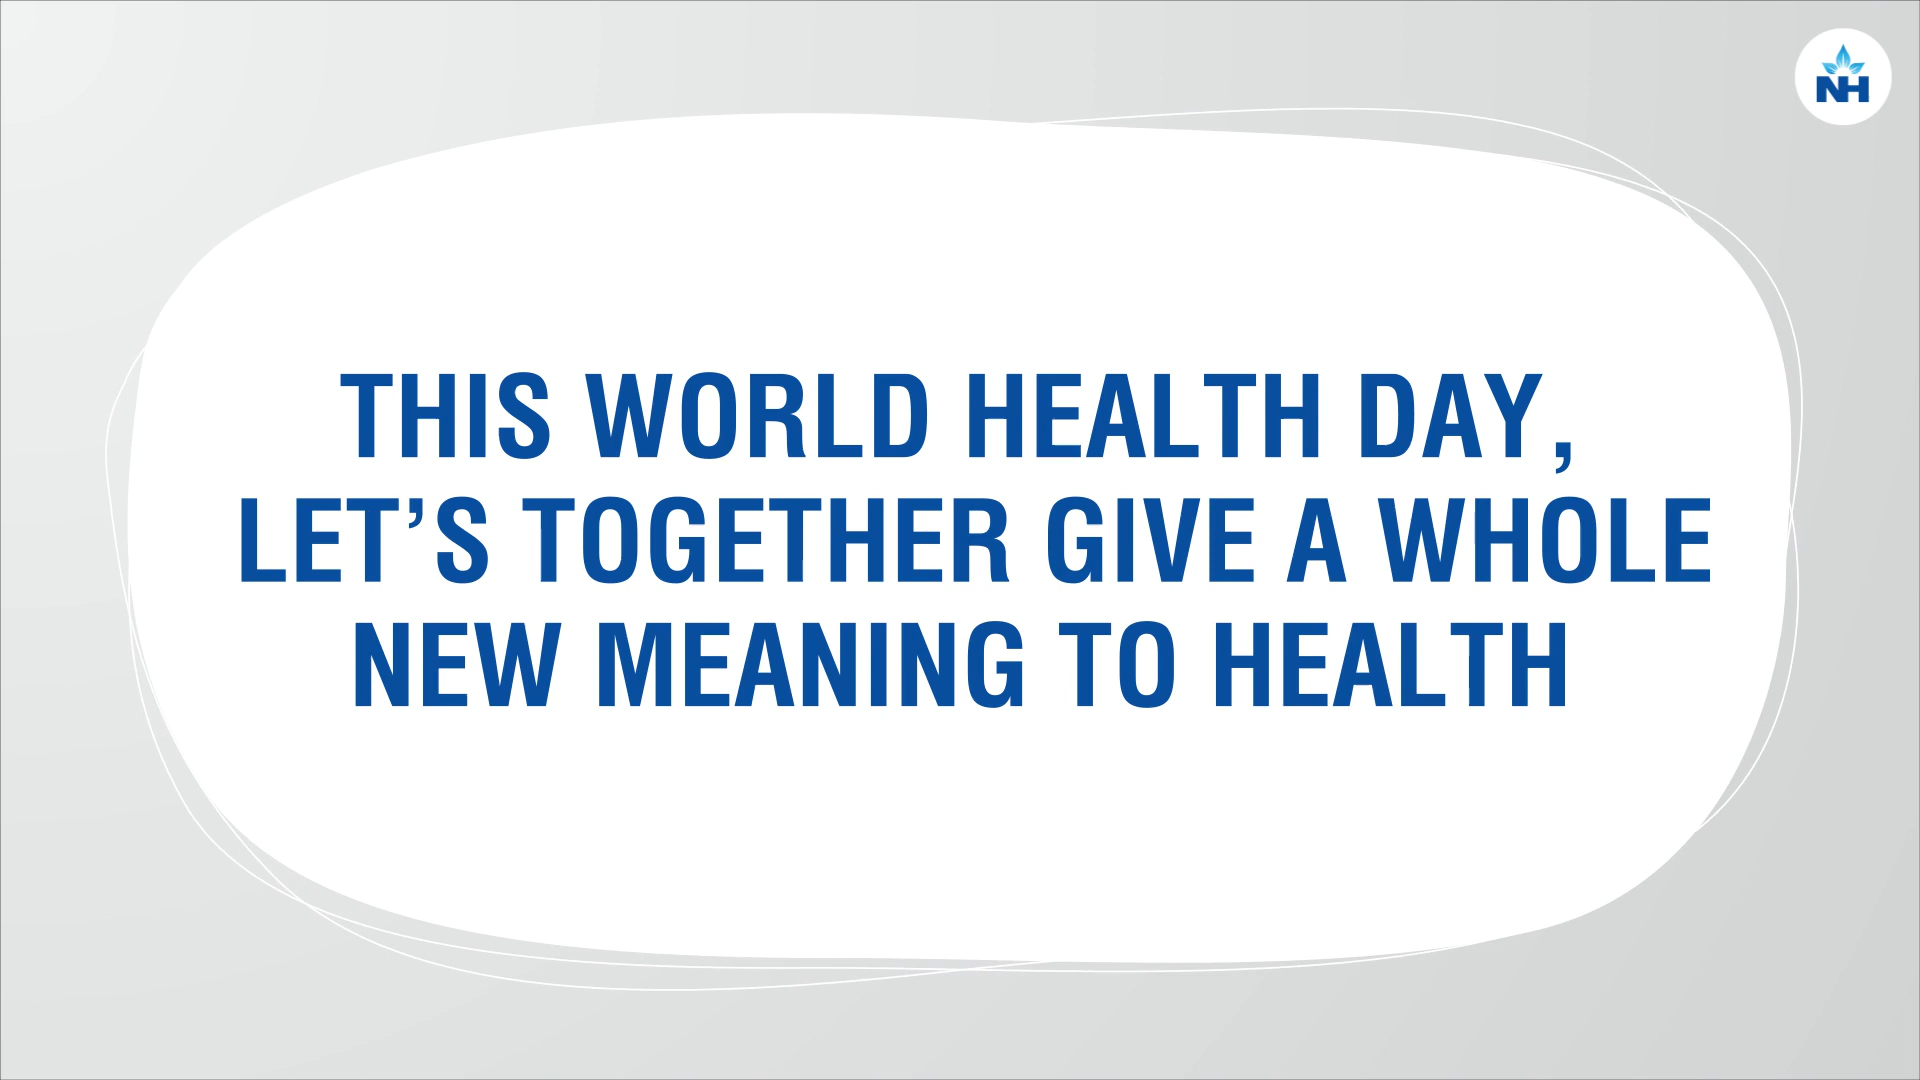 NH
THIS WORLD HEALTH DAY,
LET’S TOGETHER GIVE A WHOLE
NEW MEANING TO HEALTH